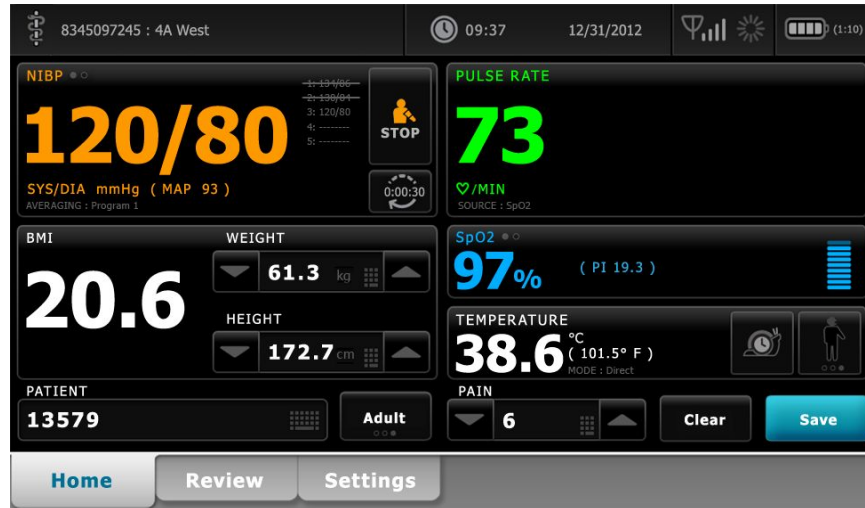 8345097245 : 4A West
09:37
12/31/2012
(1:10)
NIBP
1: 134/86
2: 138/84
3: 120/80
4: --------
5: --------
STOP
120/80
SYS/DIA mmHg ( MAP 93 )
AVERAGING : Program 1
0:00:30
PULSE RATE
73
♡/MIN
SOURCE : SpO2
BMI
20.6
WEIGHT
61.3 kg
HEIGHT
172.7 cm
SpO2
97%
( PI 19.3 )
TEMPERATURE
38.6 °C
( 101.5° F )
MODE : Direct
PATIENT
13579
Adult
PAIN
6
Clear
Save
Home
Review
Settings